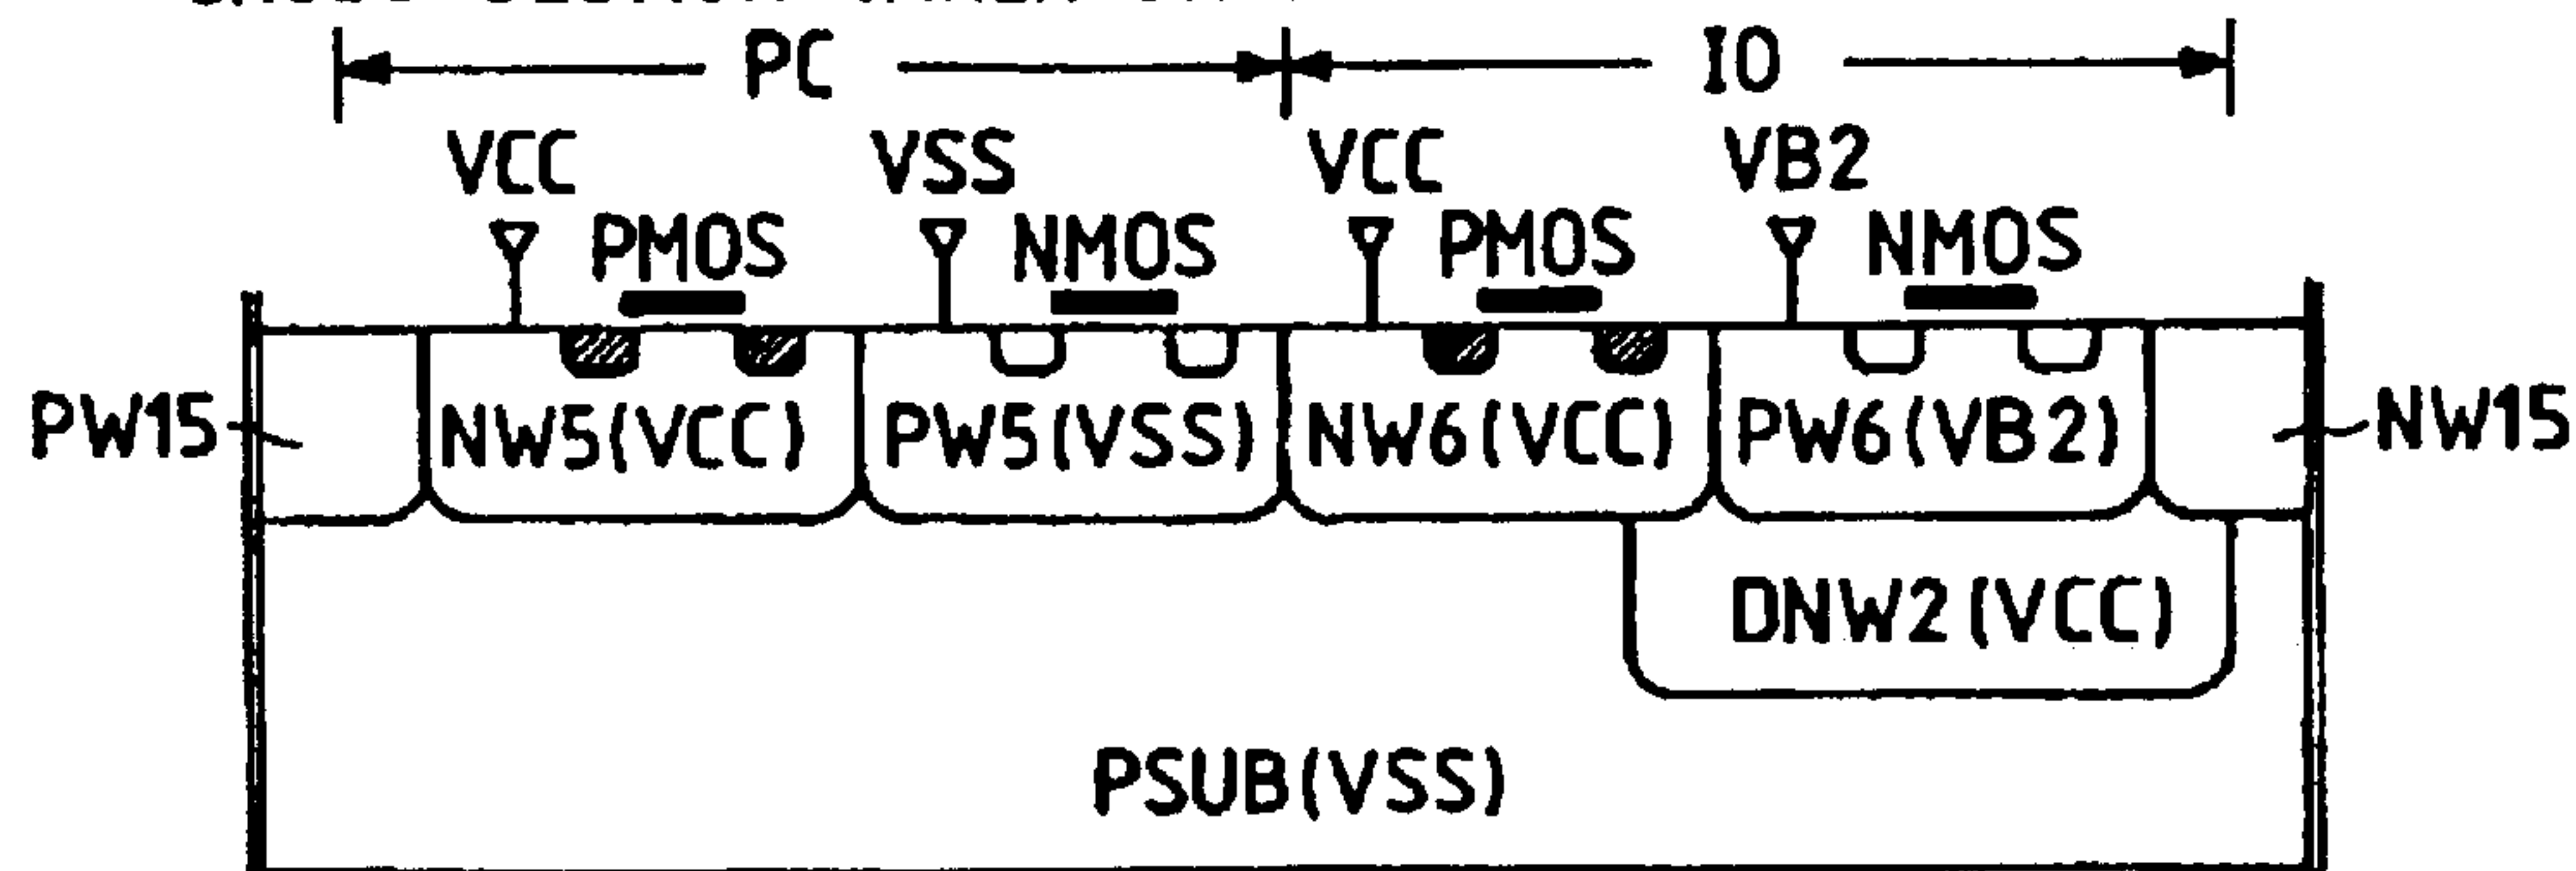 PC IO
VCC VSS VCC VB2
PMOS NMOS PMOS NMOS
PW15 NW5(VCC) PW5(VSS) NW6(VCC) PW6(VB2) NW15
DNW2(VCC)
PSUB(VSS)